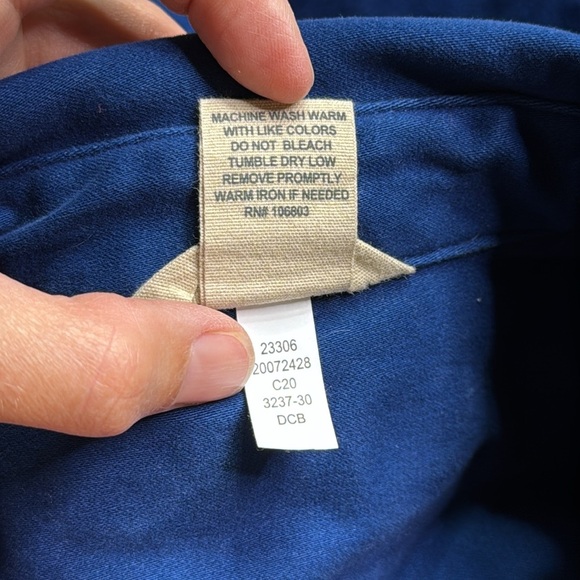 MACHINE WASH WARM
WITH LIKE COLORS
DO NOT BLEACH
TUMBLE DRY LOW
REMOVE PROMPTLY
WARM IRON IF NEEDED
RN# 106603
23306
20072428
C20
3237-30
DCB